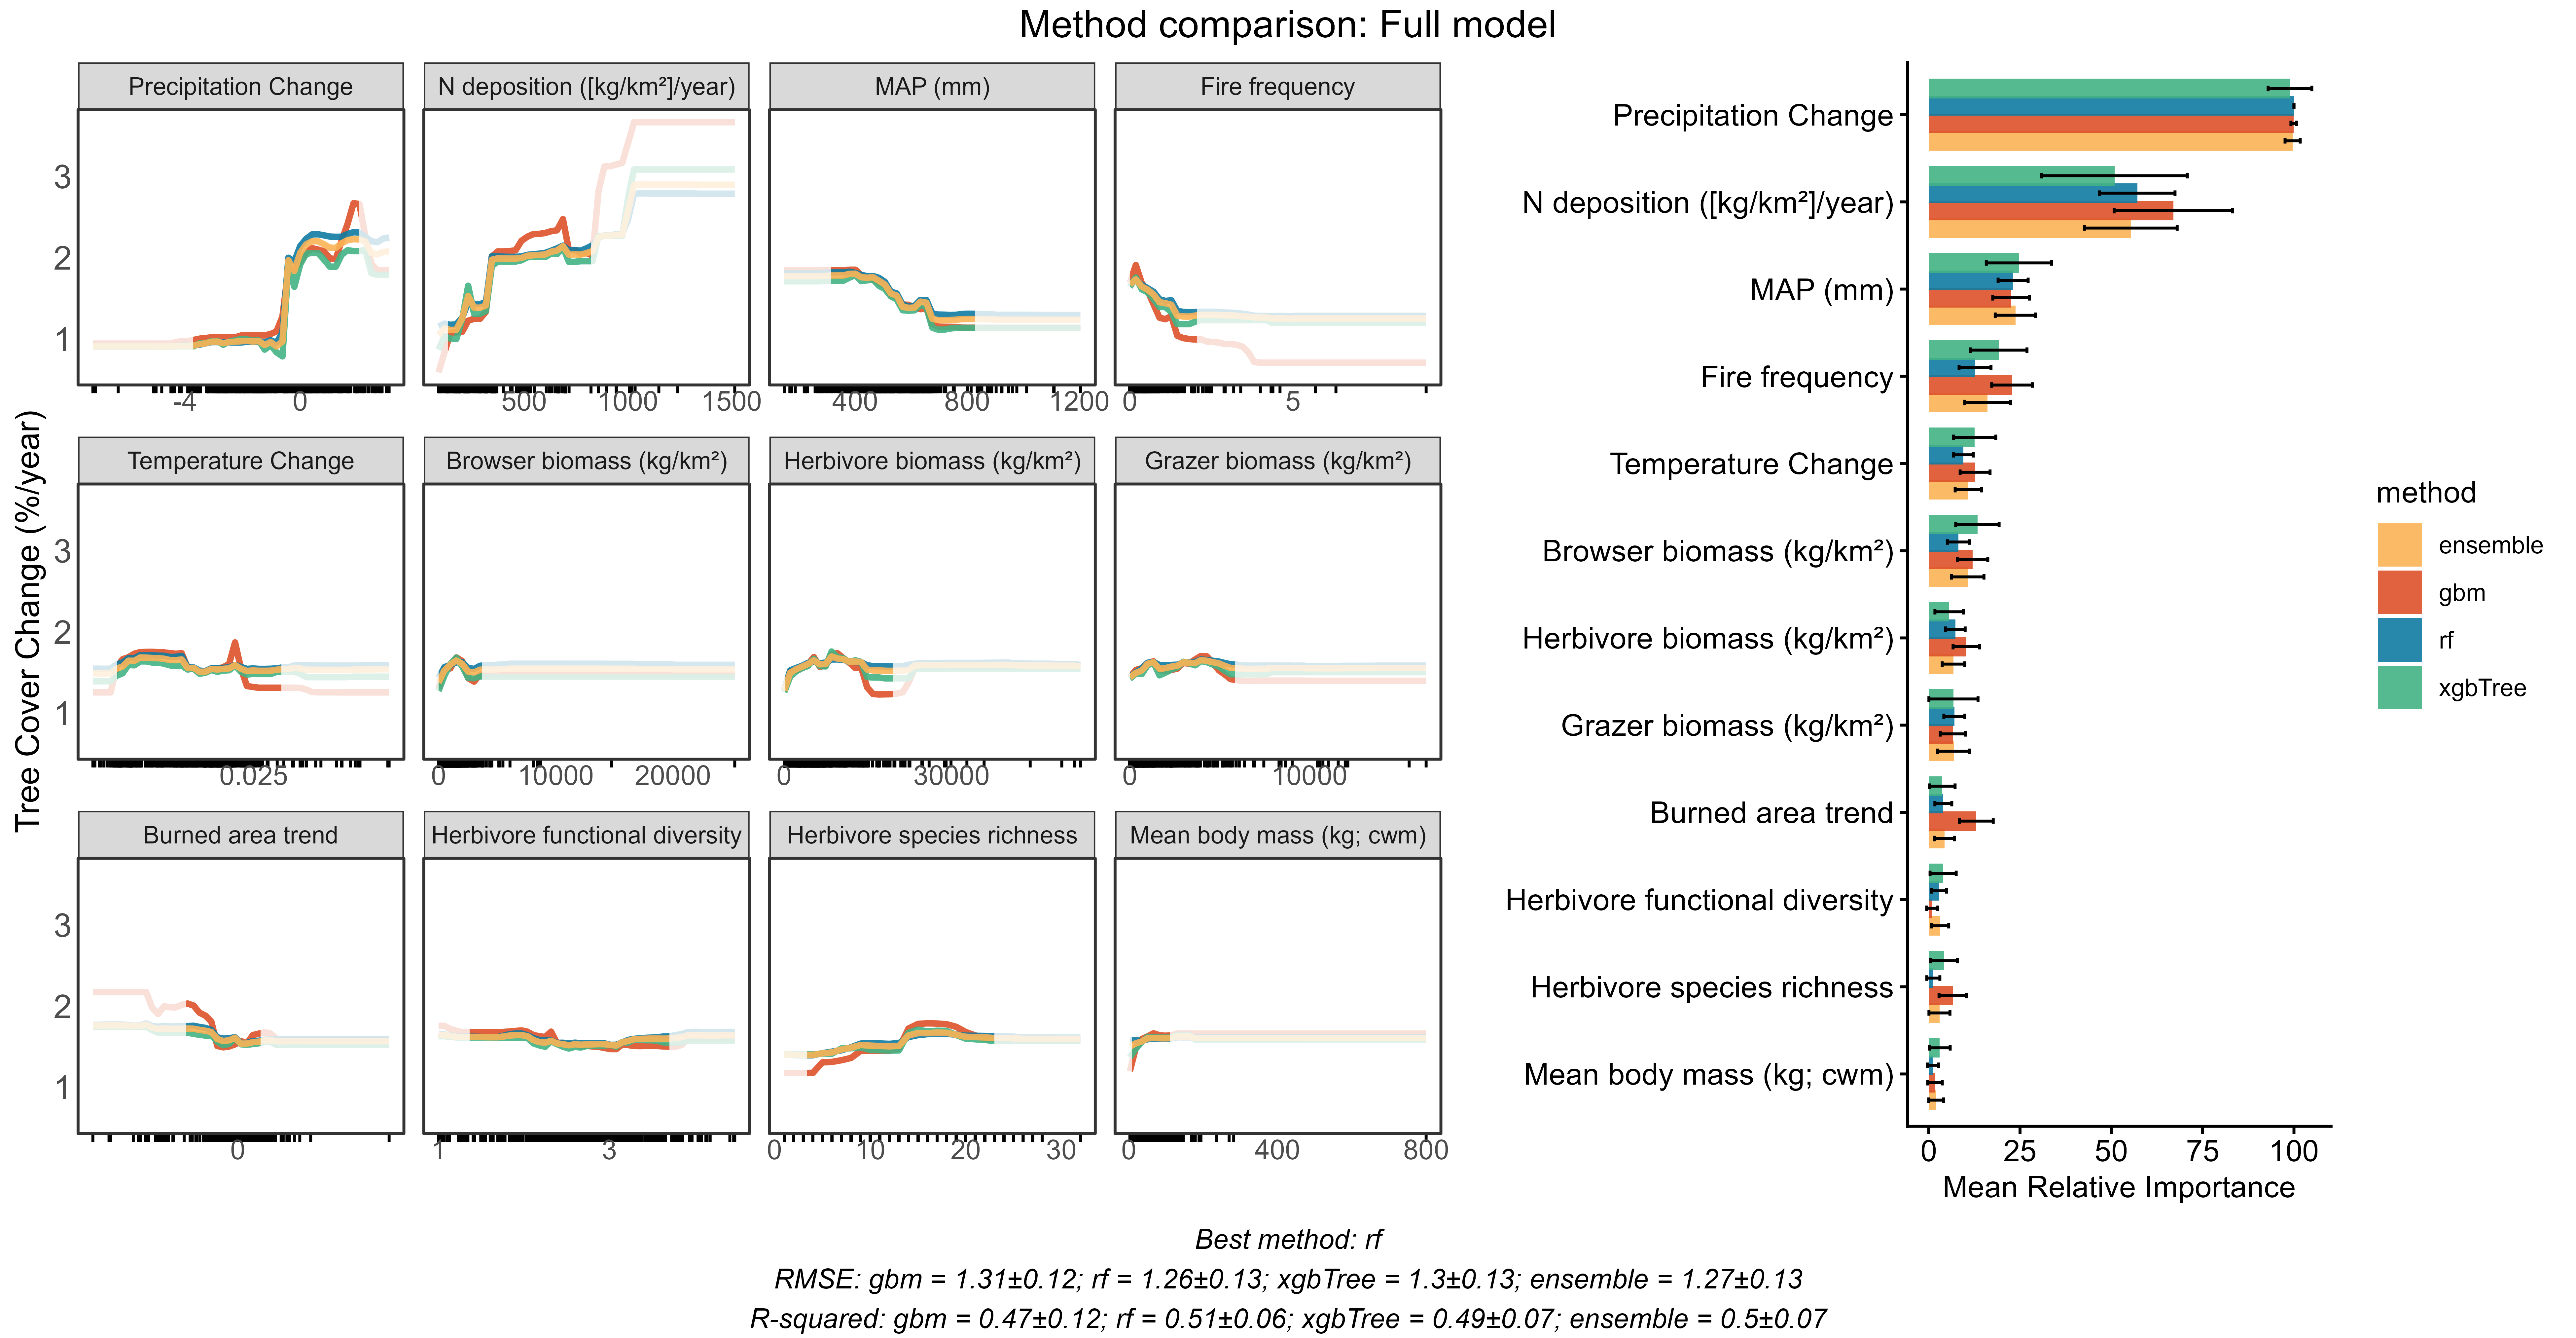 Method comparison: Full model
Precipitation Change
N deposition ([kg/km²]/year)
MAP (mm)
Fire frequency
3
2
1
-4 0
500 1000 1500
400 800 1200
0 5
Tree Cover Change (%/year)
Temperature Change
Browser biomass (kg/km²)
Herbivore biomass (kg/km²)
Grazer biomass (kg/km²)
3
2
1
0.025
0 10000 20000
0 30000
0 10000
Burned area trend
Herbivore functional diversity
Herbivore species richness
Mean body mass (kg; cwm)
3
2
1
0
1 3
0 10 20 30
0 400 800
Precipitation Change
N deposition ([kg/km²]/year)
MAP (mm)
Fire frequency
Temperature Change
Browser biomass (kg/km²)
Herbivore biomass (kg/km²)
Grazer biomass (kg/km²)
Burned area trend
Herbivore functional diversity
Herbivore species richness
Mean body mass (kg; cwm)
0 25 50 75 100
Mean Relative Importance
method
ensemble
gbm
rf
xgbTree
Best method: rf
RMSE: gbm = 1.31±0.12; rf = 1.26±0.13; xgbTree = 1.3±0.13; ensemble = 1.27±0.13
R-squared: gbm = 0.47±0.12; rf = 0.51±0.06; xgbTree = 0.49±0.07; ensemble = 0.5±0.07